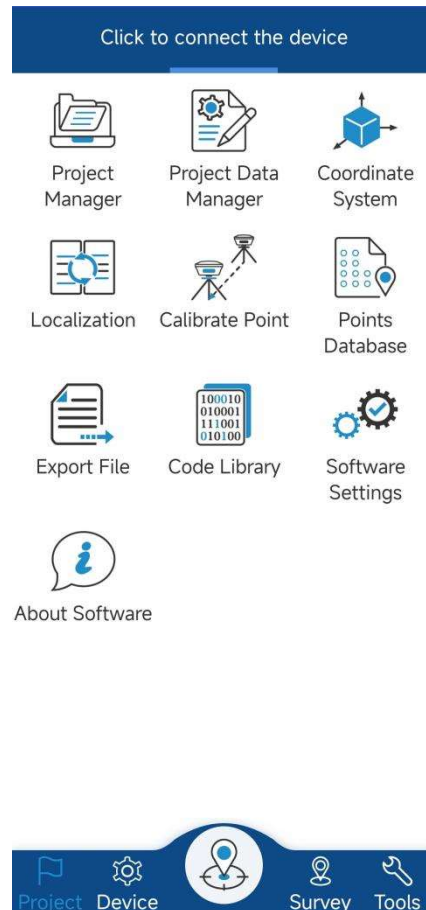 Click to connect the device
Project
Manager
Project Data
Manager
Coordinate
System
Localization
Calibrate Point
Points
Database
100010
010001
111001
010100
Export File
Code Library
Software
Settings
i
About Software
Project
Device
Survey
Tools